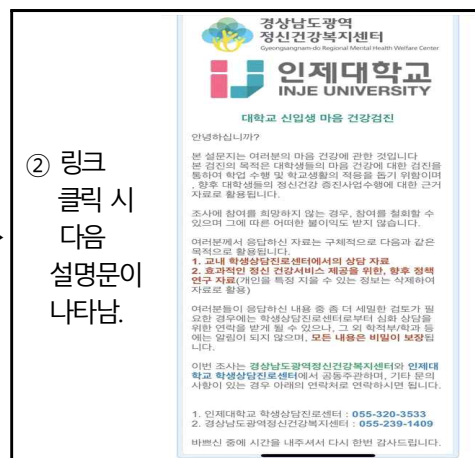 ② 링크
클릭 시
다음
설명문이
나타남.
경상남도광역
정신건강복지센터
Gyeongsangnam-do Regional Mental Health Welfare Center
인제대학교
INJE UNIVERSITY
대학교 신입생 마음 건강검진
안녕하십니까?
본 설문지는 여러분의 마음 건강에 관한 것입니다
본 검진의 목적은 대학생들의 마음 건강에 대한 검진을
통하여 학업 수행 및 학교생활의 적응을 돕기 위함이며
, 향후 대학생들의 정신건강 증진사업수행에 대한 근거
자료로 활용됩니다.
조사에 참여를 희망하지 않는 경우, 참여를 철회할 수
있으며 그에 따른 어떠한 불이익도 받지 않습니다.
여러분께서 응답하신 자료는 구체적으로 다음과 같은
목적으로 활용됩니다.
1. 교내 학생상담진로센터에서의 상담 자료
2. 효과적인 정신 건강서비스 제공을 위한, 향후 정책
연구 자료(개인을 특정 지을 수 있는 정보는 삭제하여
자료로 활용)
여러분들이 응답하신 내용 중 좀 더 세밀한 검토가 필
요한 경우에는 학생상담진로센터로부터 심화 상담을
위한 연락을 받게 될 수 있으나, 그 외 학적부/학과 등
에는 알림이 되지 않으며, 모든 내용은 비밀이 보장됩
니다.
이번 조사는 경상남도광역정신건강복지센터와 인제대
학교 학생상담진로센터에서 공동주관하며, 기타 문의
사항이 있는 경우 아래의 연락처로 연락하시면 됩니다.
1. 인제대학교 학생상담진로센터 : 055-320-3533
2. 경상남도광역정신건강복지센터 : 055-239-1409
바쁘신 중에 시간을 내주셔서 다시 한번 감사드립니다.